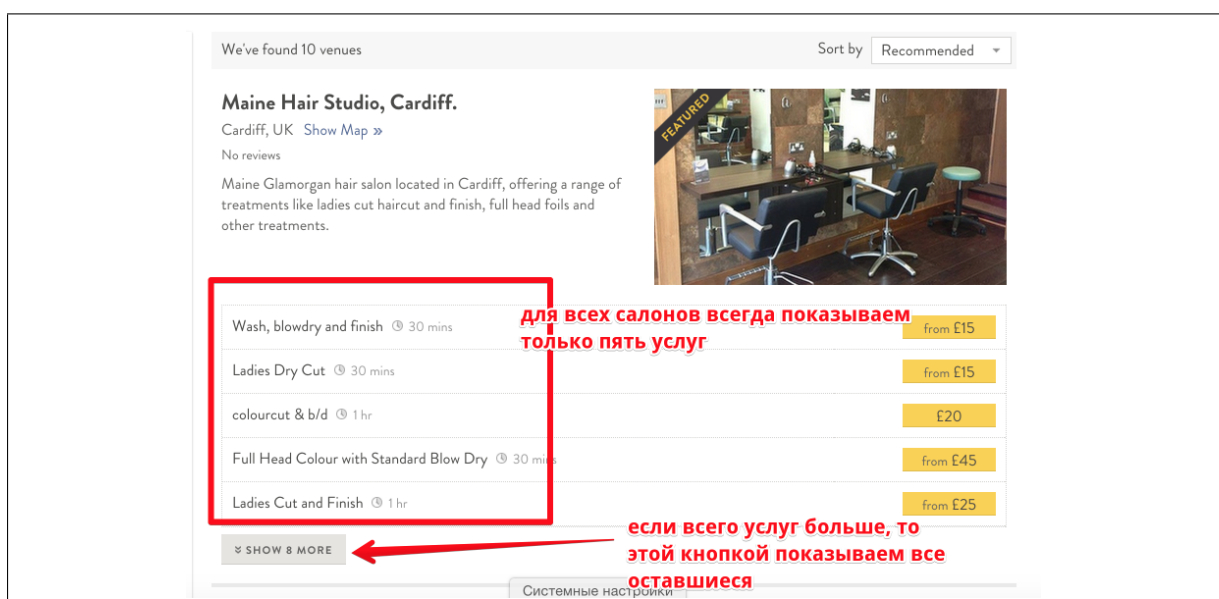 We've found 10 venues
Sort by Recommended
Maine Hair Studio, Cardiff.
Cardiff, UK Show Map »
No reviews
Maine Glamorgan hair salon located in Cardiff, offering a range of
treatments like ladies cut haircut and finish, full head foils and
other treatments.
FEATURED
Wash, blowdry and finish 30 mins
from £15
для всех салонов всегда показываем
только пять услуг
Ladies Dry Cut 30 mins
from £15
colourcut & b/d 1 hr
£20
Full Head Colour with Standard Blow Dry 30 mins
from £45
Ladies Cut and Finish 1 hr
from £25
SHOW 8 MORE
если всего услуг больше, то
этой кнопкой показываем все
оставшиеся
Системные настройки